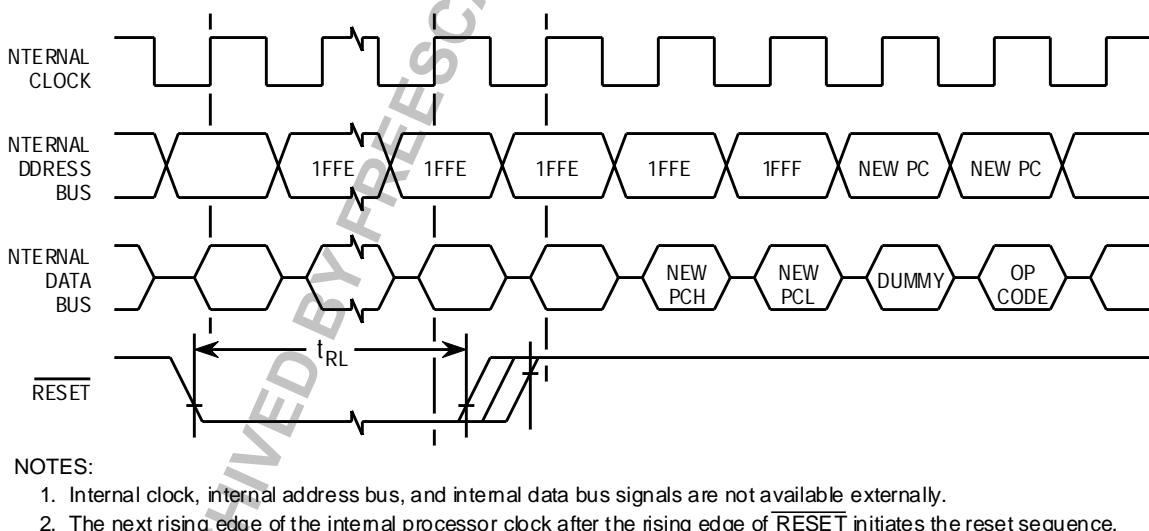 NTERNAL
CLOCK
NTERNAL
DDRESS
BUS
1FFE
1FFE
1FFE
1FFE
1FFF
NEW PC
NEW PC
NTERNAL
DATA
BUS
NEW
PCH
NEW
PCL
DUMMY
OP
CODE
tRL
RESET
HIVED BY FREESCA
NOTES:
1. Internal clock, internal address bus, and internal data bus signals are not available externally.
2. The next rising edge of the internal processor clock after the rising edge of RESET initiates the reset sequence.